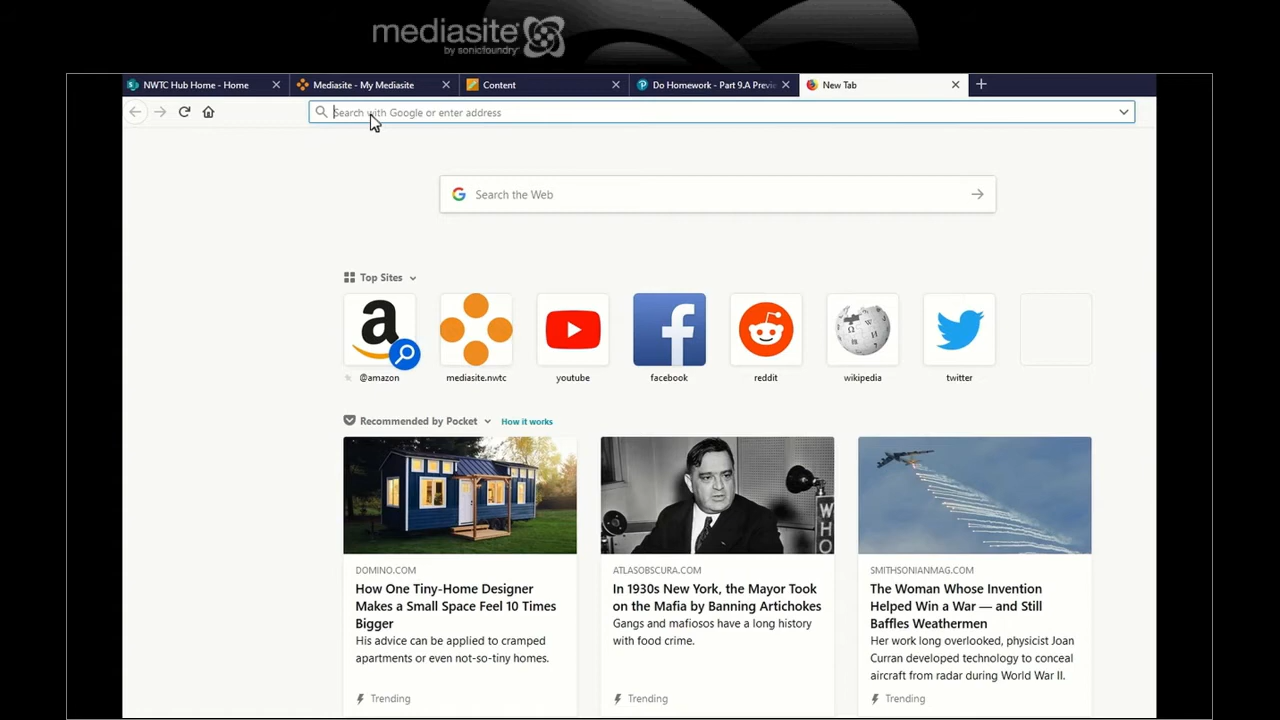 mediasite
by sonicfoundry
NWTC Hub Home - Home
Mediasite - My Mediasite
Content
Do Homework - Part 9.A Previe
New Tab
Search with Google or enter address
Search the Web
Top Sites
@amazon
mediasite.nwtc
youtube
facebook
reddit
wikipedia
twitter
Recommended by Pocket
How it works
WHO
DOMINO.COM
How One Tiny-Home Designer
Makes a Small Space Feel 10 Times
Bigger
His advice can be applied to cramped
apartments or even not-so-tiny homes.
Trending
ATLASOBSCURA.COM
In 1930s New York, the Mayor Took
on the Mafia by Banning Artichokes
Gangs and mafiosos have a long history
with food crime.
Trending
SMITHSONIANMAG.COM
The Woman Whose Invention
Helped Win a War — and Still
Baffles Weathermen
Her work long overlooked, physicist Joan
Curran developed technology to conceal
aircraft from radar during World War II.
Trending